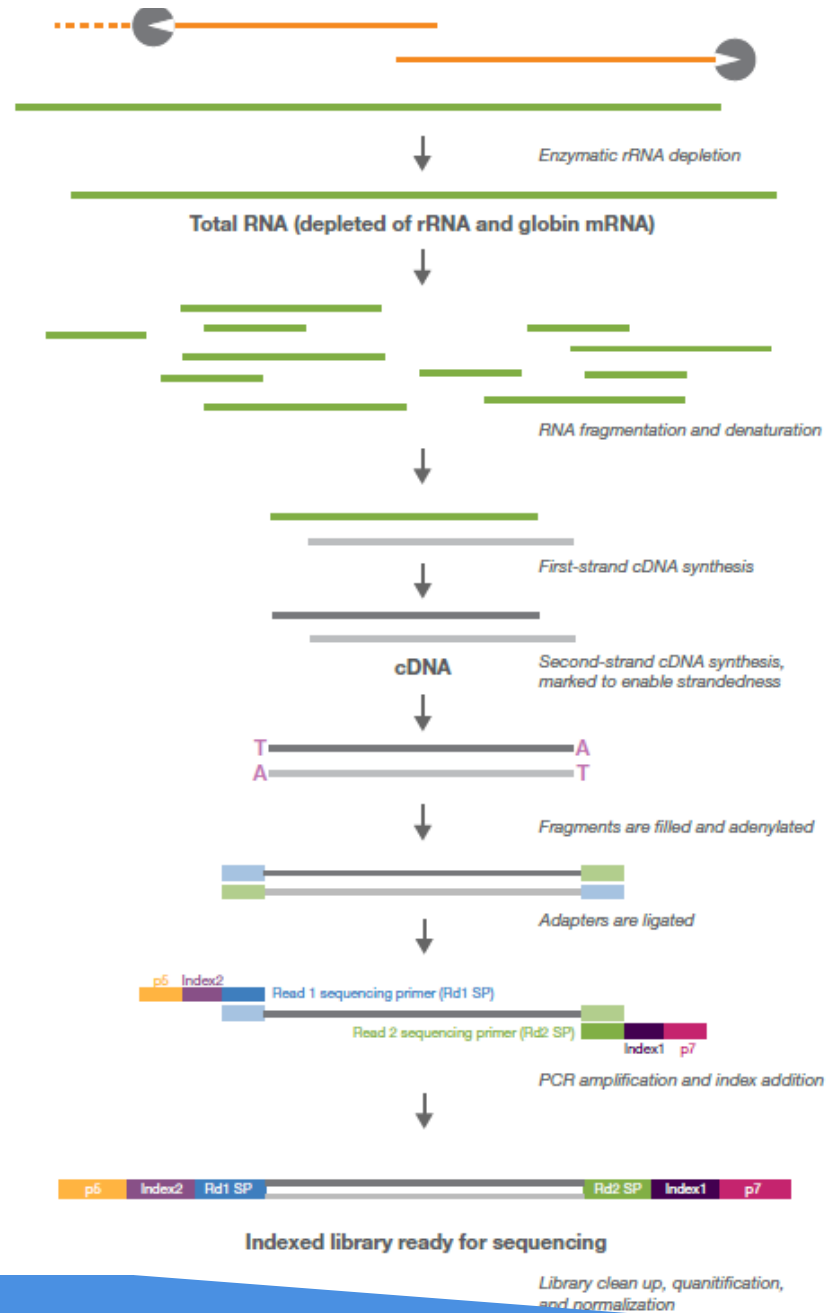 Enzymatic rRNA depletion
Total RNA (depleted of rRNA and globin mRNA)
RNA fragmentation and denaturation
First-strand cDNA synthesis
cDNA
Second-strand cDNA synthesis,
marked to enable strandedness
T A
A T
Fragments are filled and adenylated
Adapters are ligated
p5 Index2
Read 1 sequencing primer (Rd1 SP)
Read 2 sequencing primer (Rd2 SP)
Index1 p7
PCR amplification and index addition
p5 Index2 Rd1 SP Rd2 SP Index1 p7
Indexed library ready for sequencing
Library clean up, quanitification,
and normalization